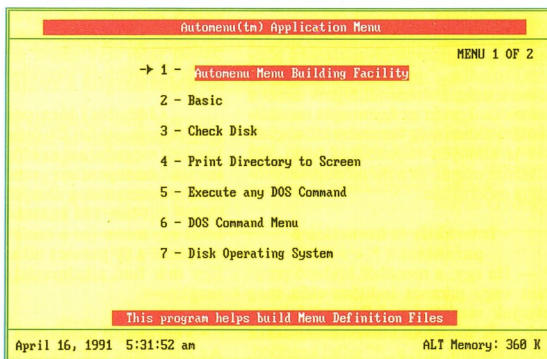 Automenu(tm) Application Menu
MENU 1 OF 2
→ 1 - Automenu Menu Building Facility
2 - Basic
3 - Check Disk
4 - Print Directory to Screen
5 - Execute any DOS Command
6 - DOS Command Menu
7 - Disk Operating System
This program helps build Menu Definition Files
April 16, 1991 5:31:52 am ALT Memory: 360 K